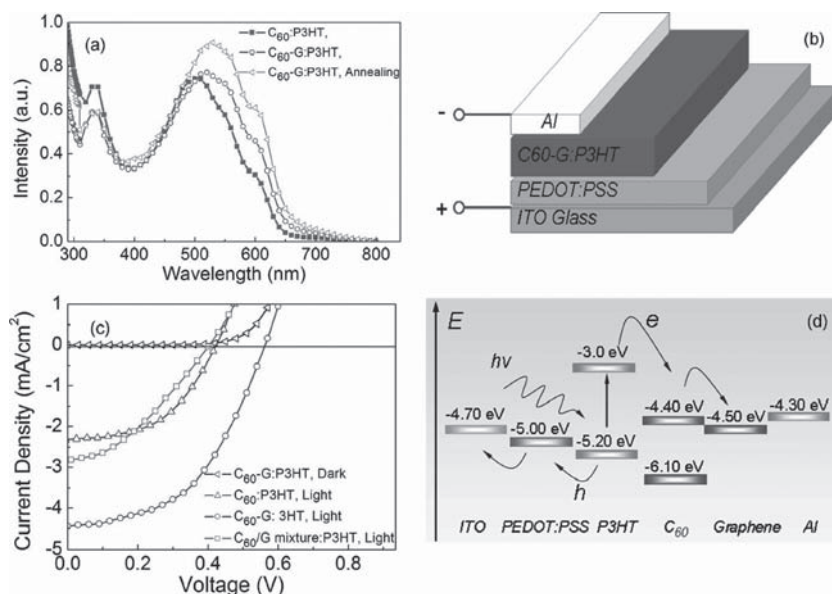 (a)
C60:P3HT,
C60-G:P3HT,
C60-G:P3HT, Annealing
Intensity (a.u.)
1.0
0.8
0.6
0.4
0.2
0.0
300 400 500 600 700 800
Wavelength (nm)
(b)
-
Al
C60-G:P3HT
PEDOT:PSS
+
ITO Glass
(c)
Current Density (mA/cm²)
1
0
-1
-2
-3
-4
-5
C60-G:P3HT, Dark
C60:P3HT, Light
C60-G: 3HT, Light
C60/G mixture:P3HT, Light
0.0 0.2 0.4 0.6 0.8
Voltage (V)
(d)
E
e
-3.0 eV
hν
-4.70 eV
-5.00 eV
-5.20 eV
-4.40 eV
-4.50 eV
-4.30 eV
-6.10 eV
h
ITO PEDOT:PSS P3HT C60 Graphene Al